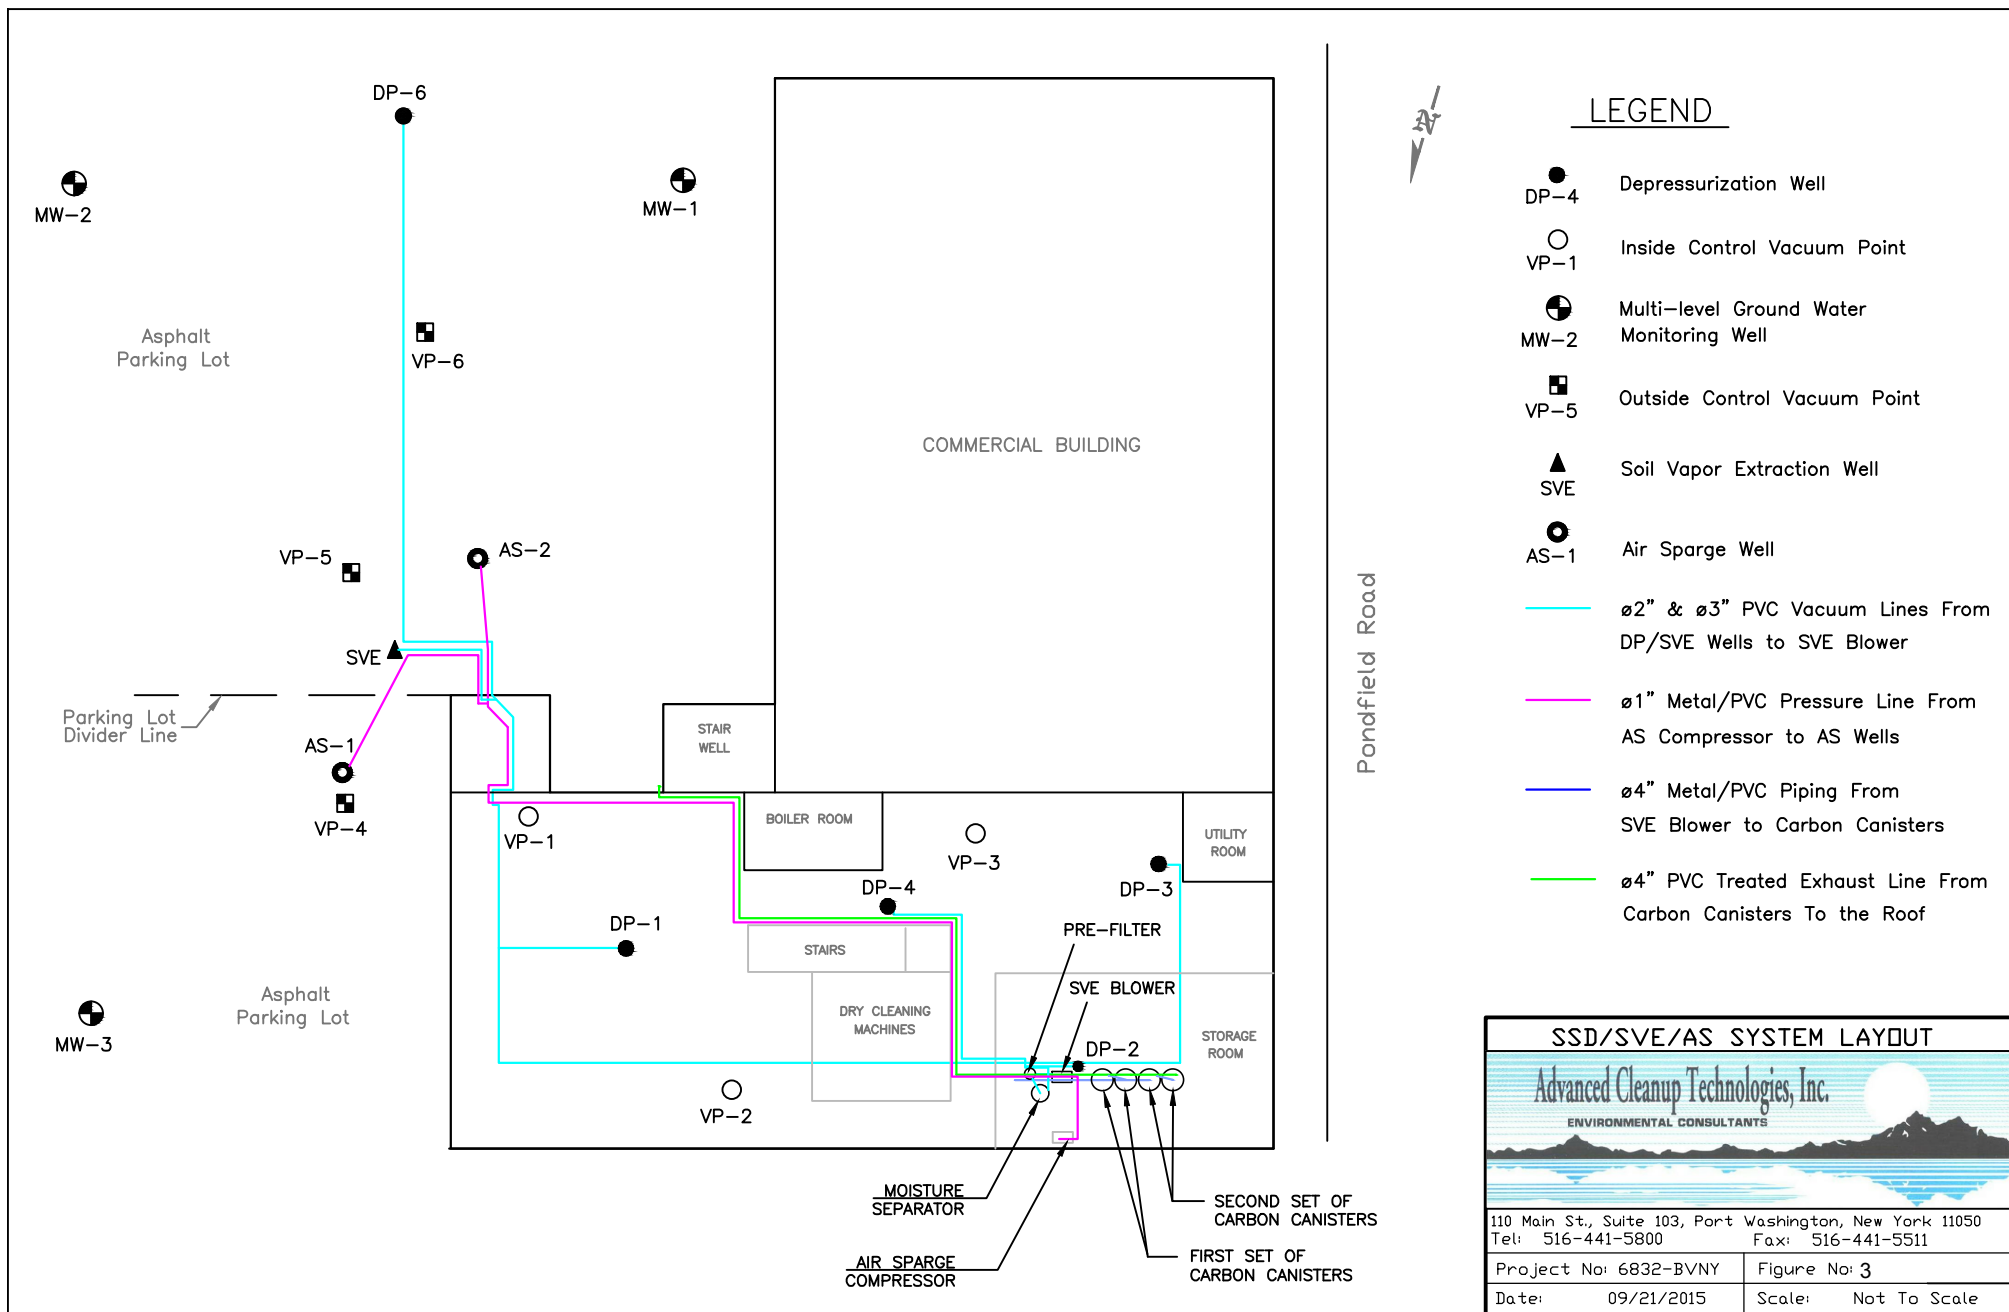 DP-6
MW-2
MW-1
N
LEGEND
DP-4
Depressurization Well
VP-1
Inside Control Vacuum Point
MW-2
Multi-level Ground Water
Monitoring Well
VP-5
Outside Control Vacuum Point
SVE
Soil Vapor Extraction Well
AS-1
Air Sparge Well
ø2" & ø3" PVC Vacuum Lines From
DP/SVE Wells to SVE Blower
ø1" Metal/PVC Pressure Line From
AS Compressor to AS Wells
ø4" Metal/PVC Piping From
SVE Blower to Carbon Canisters
ø4" PVC Treated Exhaust Line From
Carbon Canisters To the Roof
Asphalt
Parking Lot
VP-6
COMMERCIAL BUILDING
VP-5
AS-2
Pondfield Road
SVE
Parking Lot
Divider Line
AS-1
VP-4
STAIR
WELL
VP-1
BOILER ROOM
VP-3
UTILITY
ROOM
DP-4
DP-3
DP-1
PRE-FILTER
STAIRS
SVE BLOWER
Asphalt
Parking Lot
MW-3
DRY CLEANING
MACHINES
STORAGE
ROOM
DP-2
VP-2
MOISTURE
SEPARATOR
SECOND SET OF
CARBON CANISTERS
AIR SPARGE
COMPRESSOR
FIRST SET OF
CARBON CANISTERS
SSD/SVE/AS SYSTEM LAYOUT
Advanced Cleanup Technologies, Inc.
ENVIRONMENTAL CONSULTANTS
110 Main St., Suite 103, Port Washington, New York 11050
Tel: 516-441-5800 Fax: 516-441-5511
Project No: 6832-BVNY Figure No: 3
Date: 09/21/2015 Scale: Not To Scale